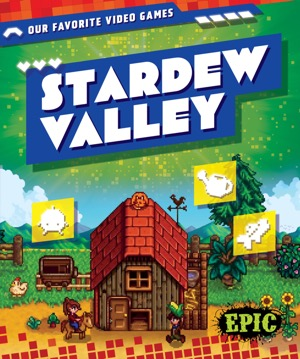 OUR FAVORITE VIDEO GAMES
STARDEW
VALLEY
EPIC